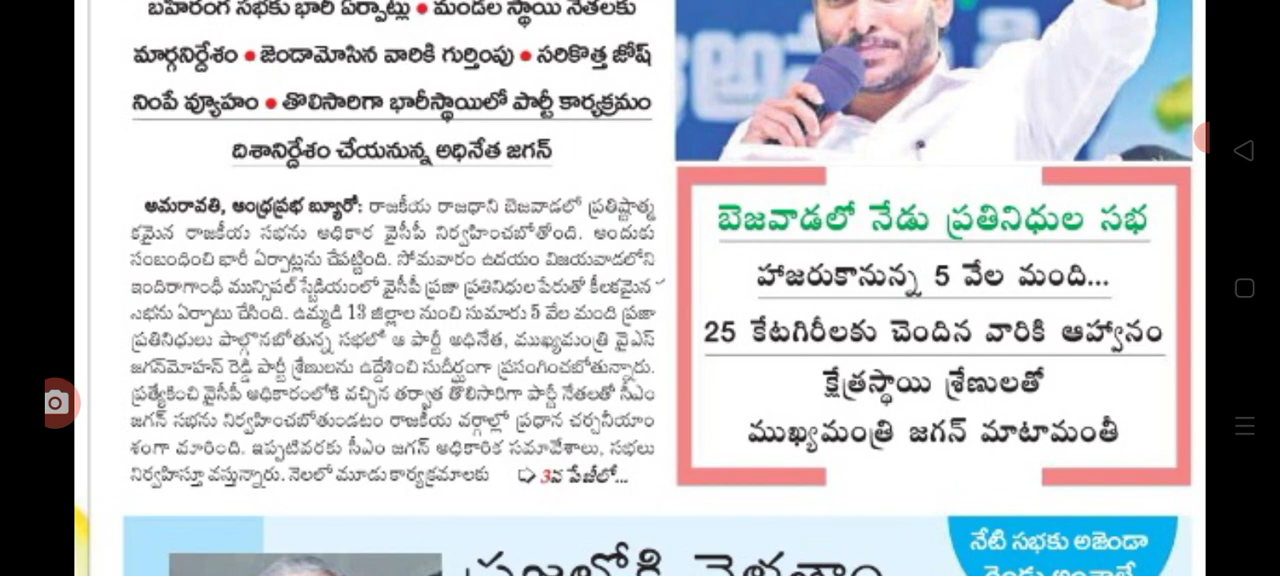 బహిరంగ సభకు భారీ ఏర్పాట్లు ● మండల స్థాయి నేతలకు
మార్గనిర్దేశం ● జెండామోసిన వారికి గుర్తింపు ● సరికొత్త జోష్
నింపే వ్యూహం ● తొలిసారిగా భారీస్థాయిలో పార్టీ కార్యక్రమం
దిశానిర్దేశం చేయనున్న అధినేత జగన్
అమరావతి, ఆంధ్రప్రభ బ్యూరో: రాజకీయ రాజధాని బెజవాడలో ప్రతిష్టాత్మ
కమైన రాజకీయ సభను అధికార వైసీపీ నిర్వహించబోతోంది. అందుకు
సంబంధించి భారీ ఏర్పాట్లను చేపట్టింది. సోమవారం ఉదయం విజయవాడలోని
ఇందిరాగాంధీ మున్సిపల్ స్టేడియంలో వైసీపీ ప్రజా ప్రతినిధుల పేరుతో కీలకమైన
సభను ఏర్పాటు చేసింది. ఉమ్మడి 13 జిల్లాల నుంచి సుమారు 5 వేల మంది ప్రజా
ప్రతినిధులు పాల్గొనబోతున్న సభలో ఆ పార్టీ అధినేత, ముఖ్యమంత్రి వైఎస్
జగన్‌మోహన్ రెడ్డి పార్టీ శ్రేణులను ఉద్దేశించి సుదీర్ఘంగా ప్రసంగించబోతున్నారు.
ప్రత్యేకించి వైసీపీ అధికారంలోకి వచ్చిన తర్వాత తొలిసారిగా పార్టీ నేతలతో సీఎం
జగన్ సభను నిర్వహించబోతుండటం రాజకీయ వర్గాల్లో ప్రధాన చర్చనీయాం
శంగా మారింది. ఇప్పటివరకు సీఎం జగన్ అధికారిక సమావేశాలు, సభలు
నిర్వహిస్తూ వస్తున్నారు. నెలలో మూడు కార్యక్రమాలకు ➪ 3వ పేజీలో...
బెజవాడలో నేడు ప్రతినిధుల సభ
హాజరుకానున్న 5 వేల మంది...
25 కేటగిరీలకు చెందిన వారికి ఆహ్వానం
క్షేత్రస్థాయి శ్రేణులతో
ముఖ్యమంత్రి జగన్ మాటామంతీ
నేటి సభకు అజెండా